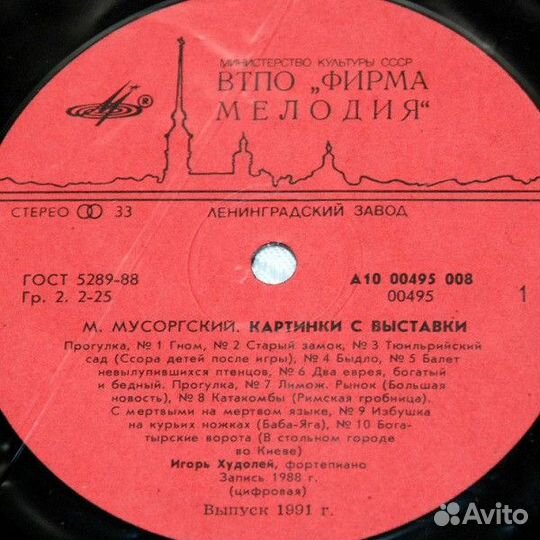 МИНИСТЕРСТВО КУЛЬТУРЫ СССР
ВТПО „ФИРМА
МЕЛОДИЯ“
®
СТЕРЕО 33 ЛЕНИНГРАДСКИЙ ЗАВОД
ГОСТ 5289-88 А10 00495 008
Гр. 2. 2-25 00495 1
М. МУСОРГСКИЙ. КАРТИНКИ С ВЫСТАВКИ
Прогулка, № 1 Гном, № 2 Старый замок, № 3 Тюильрийский
сад (Ссора детей после игры), № 4 Быдло, № 5 Балет
невылупившихся птенцов, № 6 Два еврея, богатый
и бедный. Прогулка, № 7 Лимож. Рынок (Большая
новость), № 8 Катакомбы (Римская гробница).
С мертвыми на мертвом языке, № 9 Избушка
на курьих ножках (Баба-Яга), № 10 Бога-
тырские ворота (В стольном городе
во Киеве)
Игорь Худолей, фортепиано
Запись 1988 г.
(цифровая)
Выпуск 1991 г.
Avito